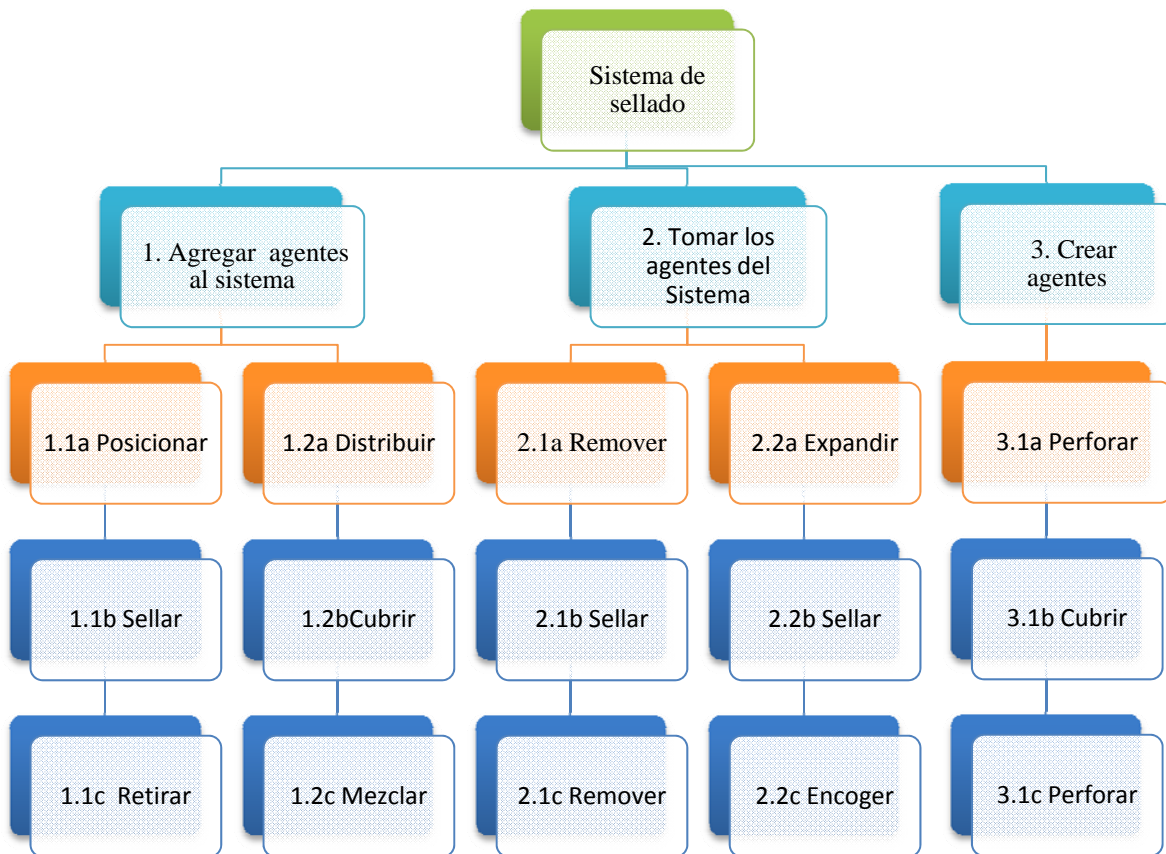 Sistema de
sellado
1. Agregar agentes
al sistema
2. Tomar los
agentes del
Sistema
3. Crear
agentes
1.1a Posicionar
1.2a Distribuir
2.1a Remover
2.2a Expandir
3.1a Perforar
1.1b Sellar
1.2bCubrir
2.1b Sellar
2.2b Sellar
3.1b Cubrir
1.1c Retirar
1.2c Mezclar
2.1c Remover
2.2c Encoger
3.1c Perforar